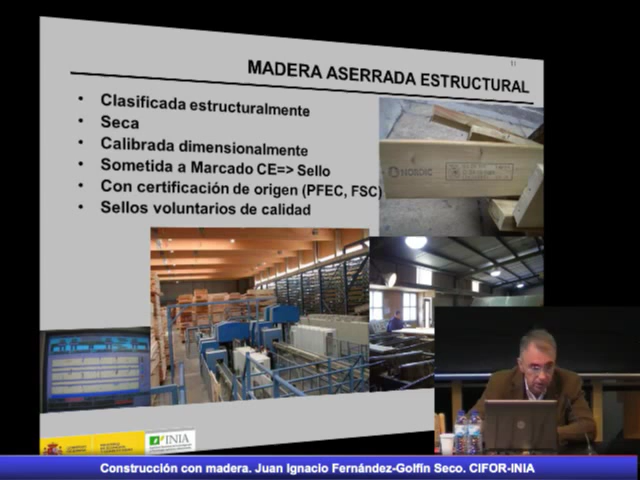 11
MADERA ASERRADA ESTRUCTURAL
• Clasificada estructuralmente
• Seca
• Calibrada dimensionalmente
• Sometida a Marcado CE=> Sello
• Con certificación de origen (PFEC, FSC)
• Sellos voluntarios de calidad
NORDIC
INIA
Construcción con madera. Juan Ignacio Fernández-Golfín Seco. CIFOR-INIA